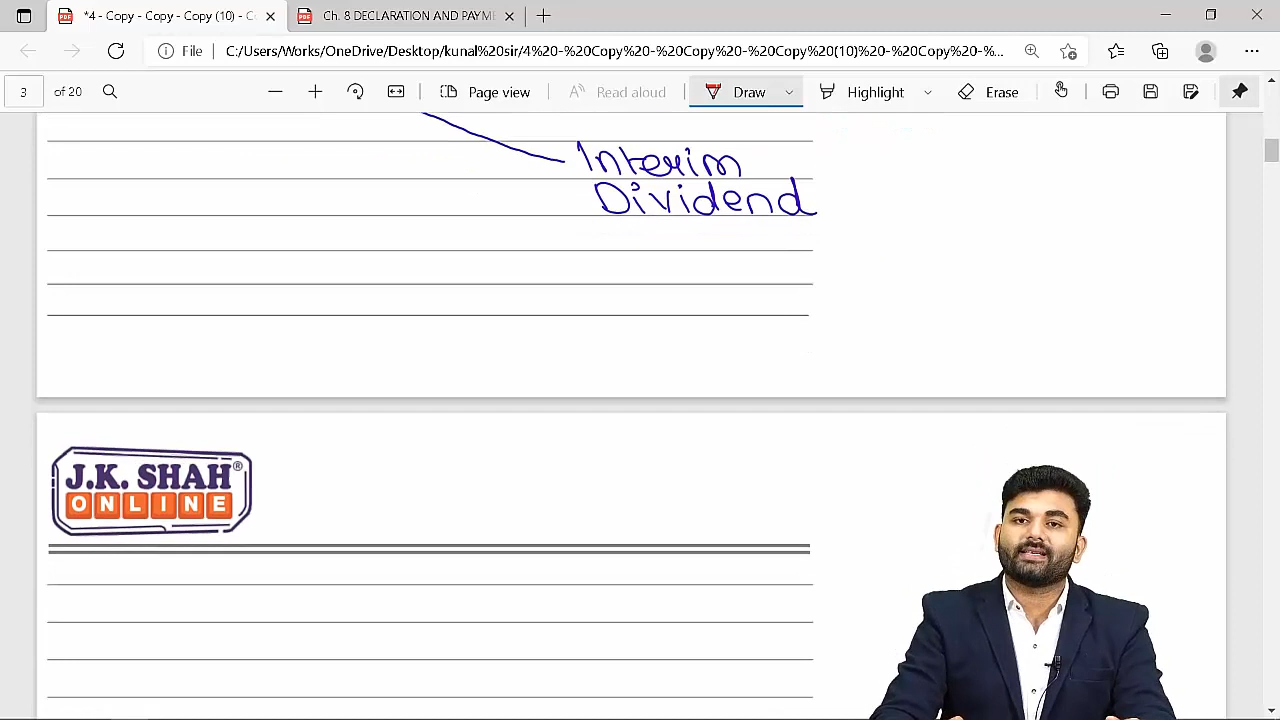 *4 - Copy - Copy - Copy (10) - C
Ch. 8 DECLARATION AND PAYME
File
C:/Users/Works/OneDrive/Desktop/kunal%20sir/4%20-%20Copy%20-%20Copy%20-%20Copy%20(10)%20-%20Copy%20-%...
3 of 20
Page view
Read aloud
Draw
Highlight
Erase
Interim
Dividend
J.K. SHAH®
ONLINE